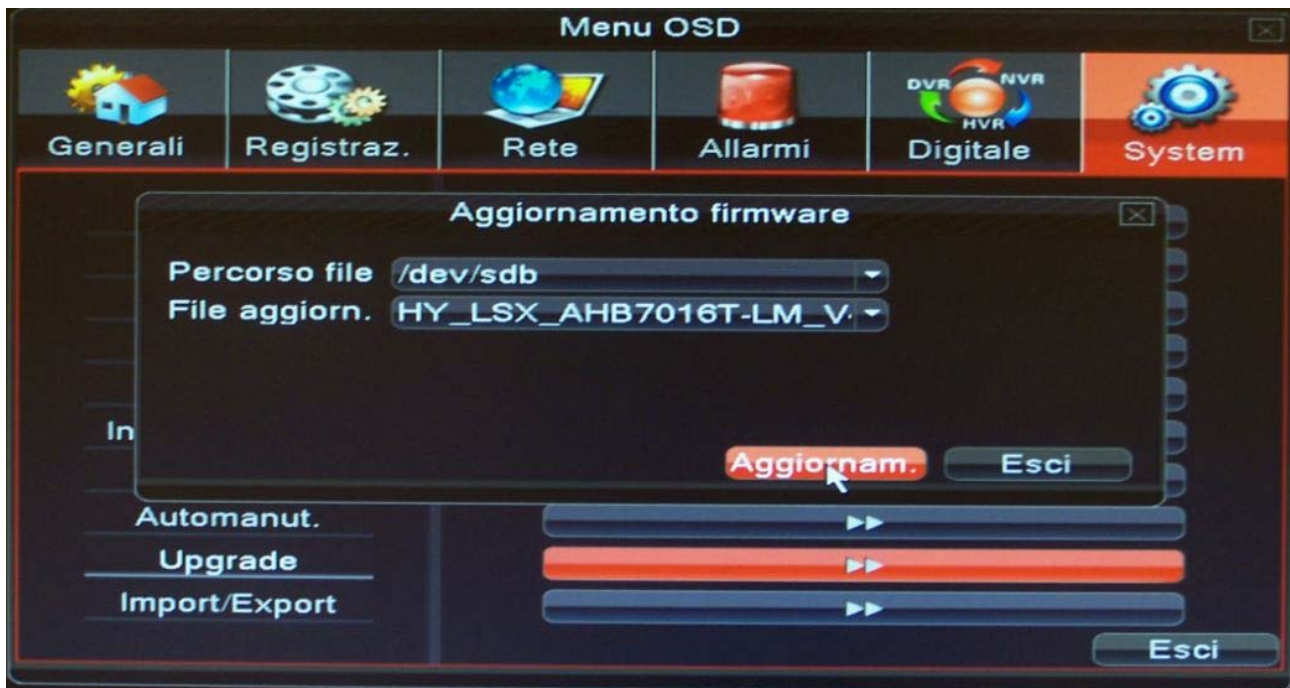 Menu OSD
DVR NVR
HVR
Generali Registraz. Rete Allarmi Digitale System
Aggiornamento firmware
Percorso file /dev/sdb
File aggiorn. HY_LSX_AHB7016T-LM_V
In
Aggiornam. Esci
Automanut.
Upgrade
Import/Export
Esci